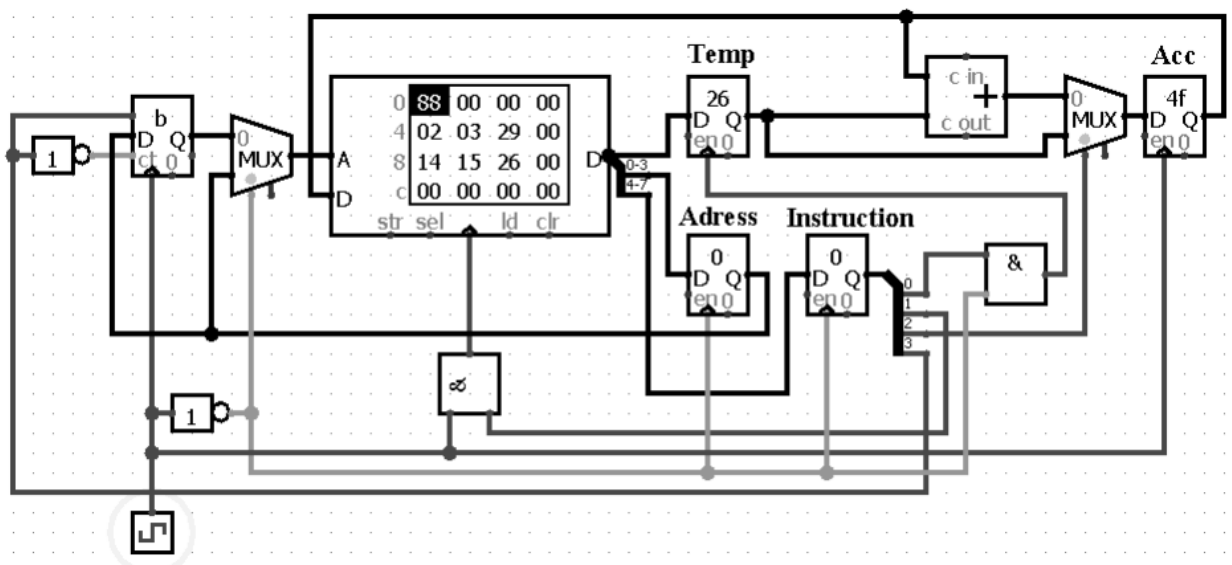 Temp
Acc
b
D Q
ct 0
1
0
MUX
A
D
0 88 00 00 00
4 02 03 29 00
8 14 15 26 00
c 00 00 00 00
str sel ld clr
D
0-3
4-7
26
D Q
en 0
c in
+
c out
0
MUX
4f
D Q
en 0
Adress
Instruction
0
D Q
en 0
0
D Q
en 0
0
1
2
3
&
&
1